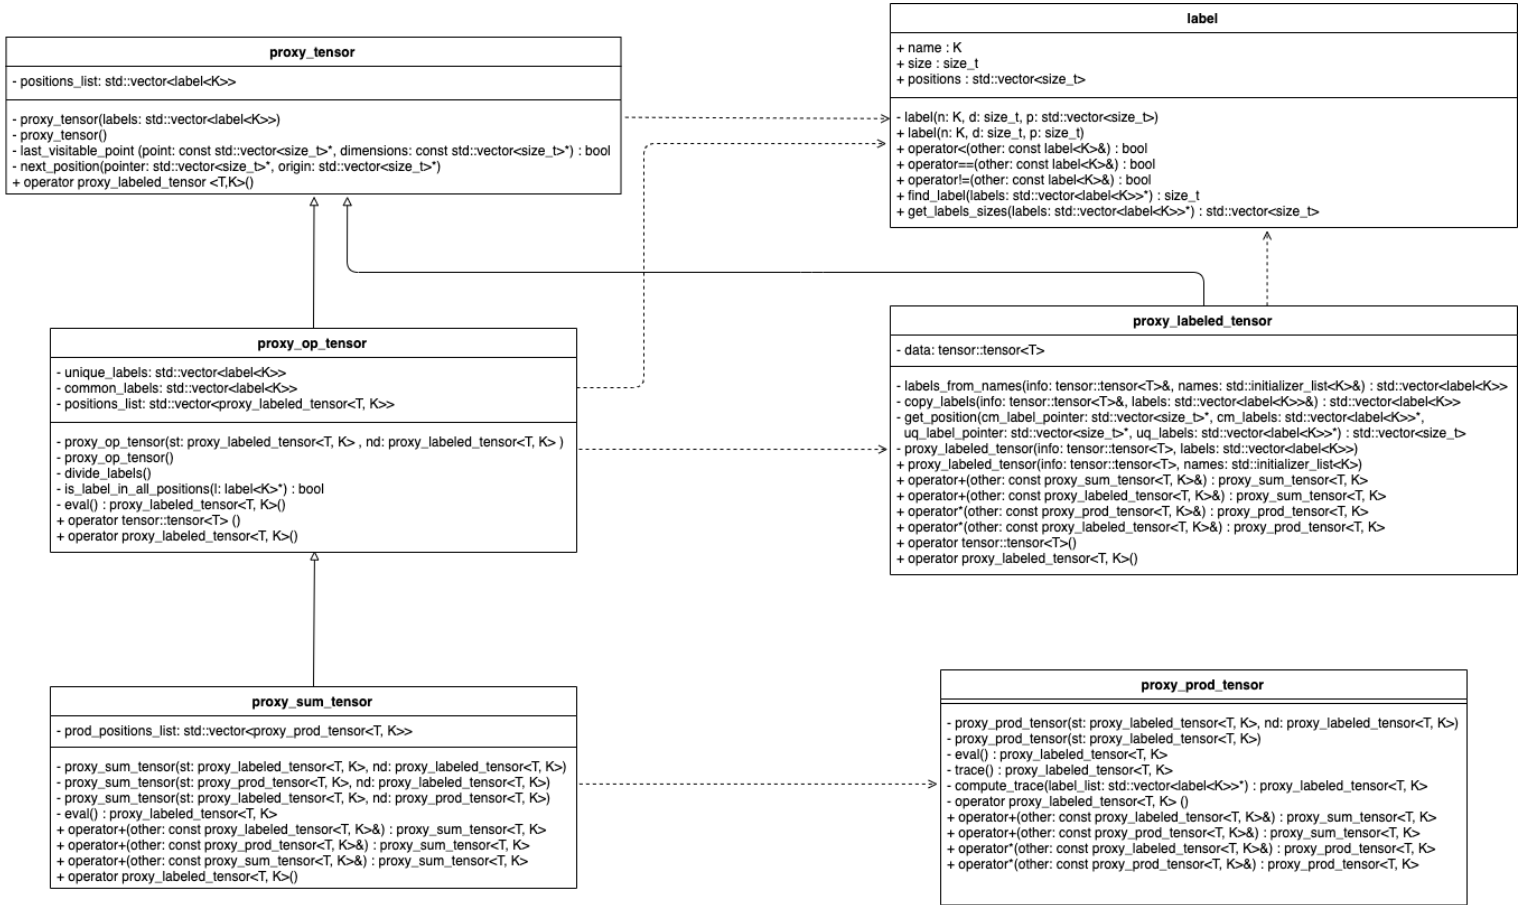 proxy_tensor
- positions_list: std::vector<label<K>>
- proxy_tensor(labels: std::vector<label<K>>)
- proxy_tensor()
- last_visitable_point (point: const std::vector<size_t>*, dimensions: const std::vector<size_t>*) : bool
- next_position(pointer: std::vector<size_t>*, origin: std::vector<size_t>*)
+ operator proxy_labeled_tensor <T,K>()
label
+ name : K
+ size : size_t
+ positions : std::vector<size_t>
- label(n: K, d: size_t, p: std::vector<size_t>)
+ label(n: K, d: size_t, p: size_t)
+ operator<(other: const label<K>&) : bool
+ operator==(other: const label<K>&) : bool
+ operator!=(other: const label<K>&) : bool
+ find_label(labels: std::vector<label<K>>*) : size_t
+ get_labels_sizes(labels: std::vector<label<K>>*) : std::vector<size_t>
proxy_op_tensor
- unique_labels: std::vector<label<K>>
- common_labels: std::vector<label<K>>
- positions_list: std::vector<proxy_labeled_tensor<T, K>>
- proxy_op_tensor(st: proxy_labeled_tensor<T, K> , nd: proxy_labeled_tensor<T, K> )
- proxy_op_tensor()
- divide_labels()
- is_label_in_all_positions(l: label<K>*) : bool
- eval() : proxy_labeled_tensor<T, K>()
+ operator tensor::tensor<T> ()
+ operator proxy_labeled_tensor<T, K>()
proxy_labeled_tensor
- data: tensor::tensor<T>
- labels_from_names(info: tensor::tensor<T>&, names: std::initializer_list<K>&) : std::vector<label<K>>
- copy_labels(info: tensor::tensor<T>&, labels: std::vector<label<K>>&) : std::vector<label<K>>
- get_position(cm_label_pointer: std::vector<size_t>*, cm_labels: std::vector<label<K>>*,
uq_label_pointer: std::vector<size_t>*, uq_labels: std::vector<label<K>>*) : std::vector<size_t>
- proxy_labeled_tensor(info: tensor::tensor<T>, labels: std::vector<label<K>>)
+ proxy_labeled_tensor(info: tensor::tensor<T>, names: std::initializer_list<K>)
+ operator+(other: const proxy_sum_tensor<T, K>&) : proxy_sum_tensor<T, K>
+ operator+(other: const proxy_labeled_tensor<T, K>&) : proxy_sum_tensor<T, K>
+ operator*(other: const proxy_prod_tensor<T, K>&) : proxy_prod_tensor<T, K>
+ operator*(other: const proxy_labeled_tensor<T, K>&) : proxy_prod_tensor<T, K>
+ operator tensor::tensor<T>()
+ operator proxy_labeled_tensor<T, K>()
proxy_sum_tensor
- prod_positions_list: std::vector<proxy_prod_tensor<T, K>>
- proxy_sum_tensor(st: proxy_labeled_tensor<T, K>, nd: proxy_labeled_tensor<T, K>)
- proxy_sum_tensor(st: proxy_prod_tensor<T, K>, nd: proxy_labeled_tensor<T, K>)
- proxy_sum_tensor(st: proxy_labeled_tensor<T, K>, nd: proxy_prod_tensor<T, K>)
- eval() : proxy_labeled_tensor<T, K>
+ operator+(other: const proxy_labeled_tensor<T, K>&) : proxy_sum_tensor<T, K>
+ operator+(other: const proxy_prod_tensor<T, K>&) : proxy_sum_tensor<T, K>
+ operator+(other: const proxy_sum_tensor<T, K>&) : proxy_sum_tensor<T, K>
+ operator proxy_labeled_tensor<T, K>()
proxy_prod_tensor
- proxy_prod_tensor(st: proxy_labeled_tensor<T, K>, nd: proxy_labeled_tensor<T, K>)
- proxy_prod_tensor(st: proxy_labeled_tensor<T, K>)
- eval() : proxy_labeled_tensor<T, K>
- trace() : proxy_labeled_tensor<T, K>
- compute_trace(label_list: std::vector<label<K>>*) : proxy_labeled_tensor<T, K>
- operator proxy_labeled_tensor<T, K> ()
+ operator+(other: const proxy_labeled_tensor<T, K>&) : proxy_sum_tensor<T, K>
+ operator+(other: const proxy_prod_tensor<T, K>&) : proxy_sum_tensor<T, K>
+ operator*(other: const proxy_labeled_tensor<T, K>&) : proxy_prod_tensor<T, K>
+ operator*(other: const proxy_prod_tensor<T, K>&) : proxy_prod_tensor<T, K>